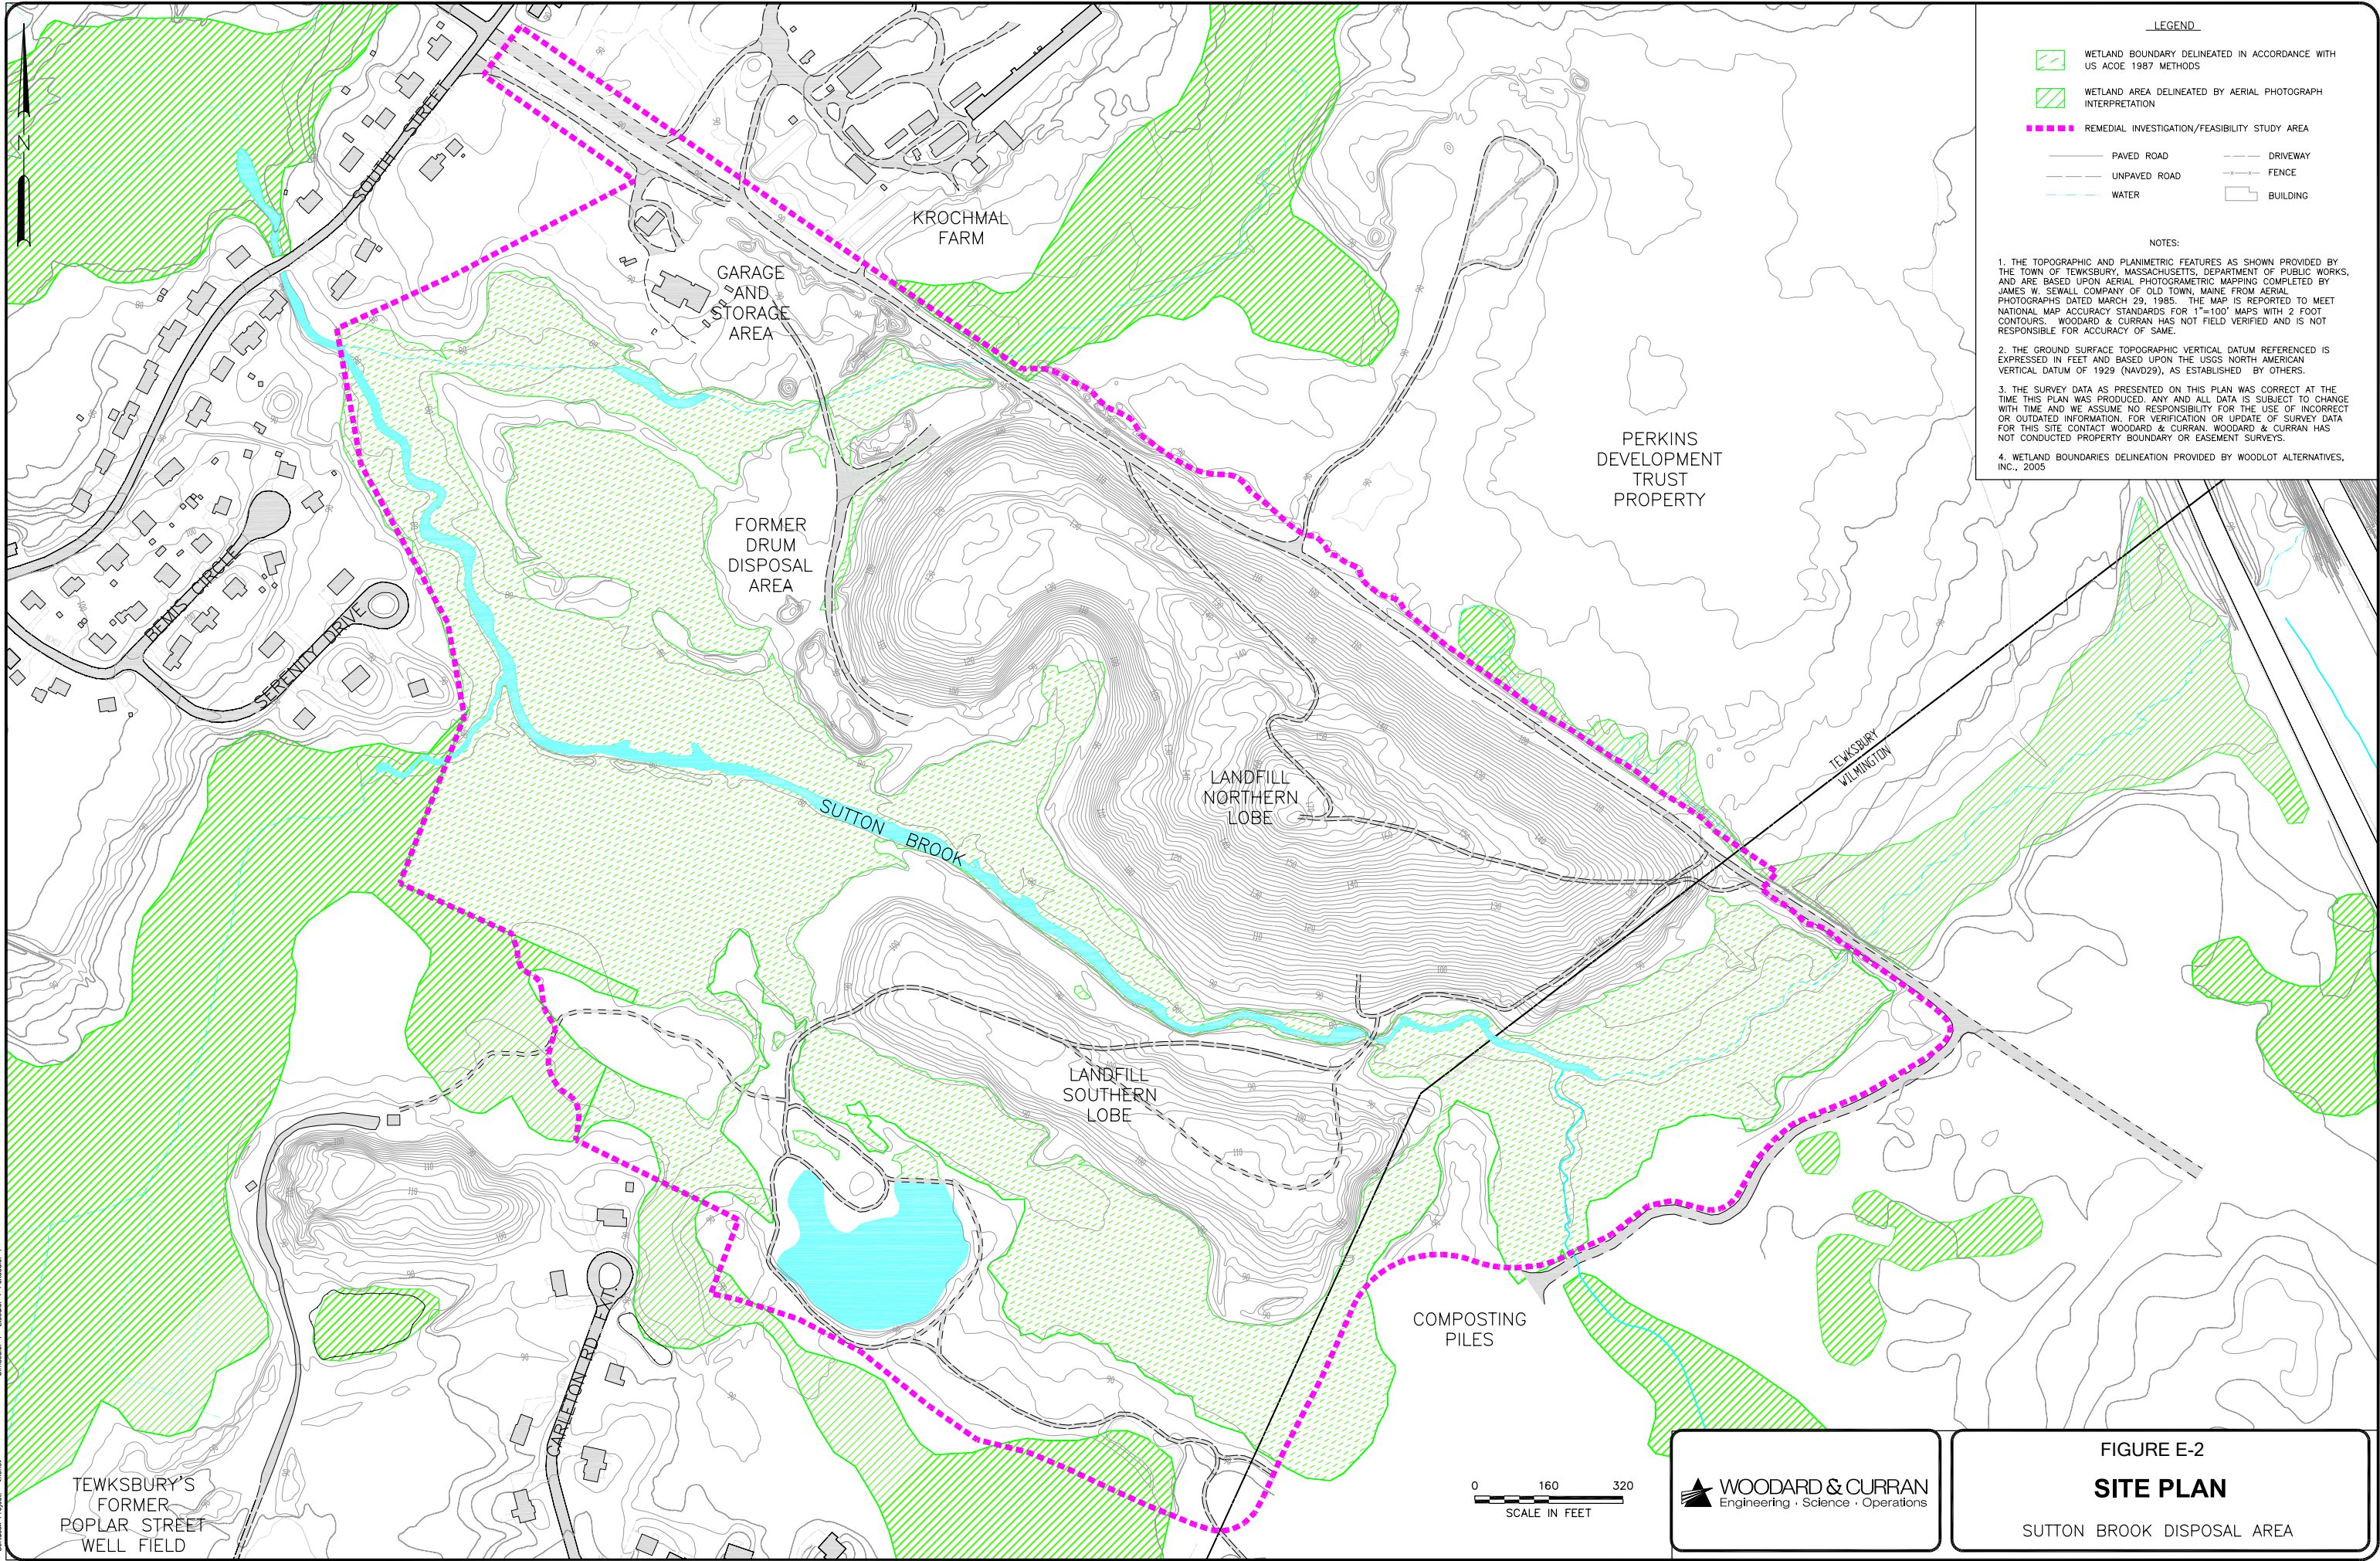 N
SOUTH STREET
KROCHMAL
FARM
GARAGE
AND
STORAGE
AREA
FORMER
DRUM
DISPOSAL
AREA
PERKINS
DEVELOPMENT
TRUST
PROPERTY
BEMIS CIRCLE
SERENITY DRIVE
SUTTON BROOK
LANDFILL
NORTHERN
LOBE
TEWKSBURY
WILMINGTON
LANDFILL
SOUTHERN
LOBE
COMPOSTING
PILES
CARLETON RD EXT.
TEWKSBURY'S
FORMER
POPLAR STREET
WELL FIELD
LEGEND
WETLAND BOUNDARY DELINEATED IN ACCORDANCE WITH
US ACOE 1987 METHODS
WETLAND AREA DELINEATED BY AERIAL PHOTOGRAPH
INTERPRETATION
REMEDIAL INVESTIGATION/FEASIBILITY STUDY AREA
PAVED ROAD
DRIVEWAY
UNPAVED ROAD
FENCE
WATER
BUILDING
NOTES:
1. THE TOPOGRAPHIC AND PLANIMETRIC FEATURES AS SHOWN PROVIDED BY
THE TOWN OF TEWKSBURY, MASSACHUSETTS, DEPARTMENT OF PUBLIC WORKS,
AND ARE BASED UPON AERIAL PHOTOGRAMETRIC MAPPING COMPLETED BY
JAMES W. SEWALL COMPANY OF OLD TOWN, MAINE FROM AERIAL
PHOTOGRAPHS DATED MARCH 29, 1985. THE MAP IS REPORTED TO MEET
NATIONAL MAP ACCURACY STANDARDS FOR 1"=100' MAPS WITH 2 FOOT
CONTOURS. WOODARD & CURRAN HAS NOT FIELD VERIFIED AND IS NOT
RESPONSIBLE FOR ACCURACY OF SAME.
2. THE GROUND SURFACE TOPOGRAPHIC VERTICAL DATUM REFERENCED IS
EXPRESSED IN FEET AND BASED UPON THE USGS NORTH AMERICAN
VERTICAL DATUM OF 1929 (NAVD29), AS ESTABLISHED BY OTHERS.
3. THE SURVEY DATA AS PRESENTED ON THIS PLAN WAS CORRECT AT THE
TIME THIS PLAN WAS PRODUCED. ANY AND ALL DATA IS SUBJECT TO CHANGE
WITH TIME AND WE ASSUME NO RESPONSIBILITY FOR THE USE OF INCORRECT
OR OUTDATED INFORMATION. FOR VERIFICATION OR UPDATE OF SURVEY DATA
FOR THIS SITE CONTACT WOODARD & CURRAN. WOODARD & CURRAN HAS
NOT CONDUCTED PROPERTY BOUNDARY OR EASEMENT SURVEYS.
4. WETLAND BOUNDARIES DELINEATION PROVIDED BY WOODLOT ALTERNATIVES,
INC., 2005
0 160 320
SCALE IN FEET
WOODARD & CURRAN
Engineering · Science · Operations
FIGURE E-2
SITE PLAN
SUTTON BROOK DISPOSAL AREA